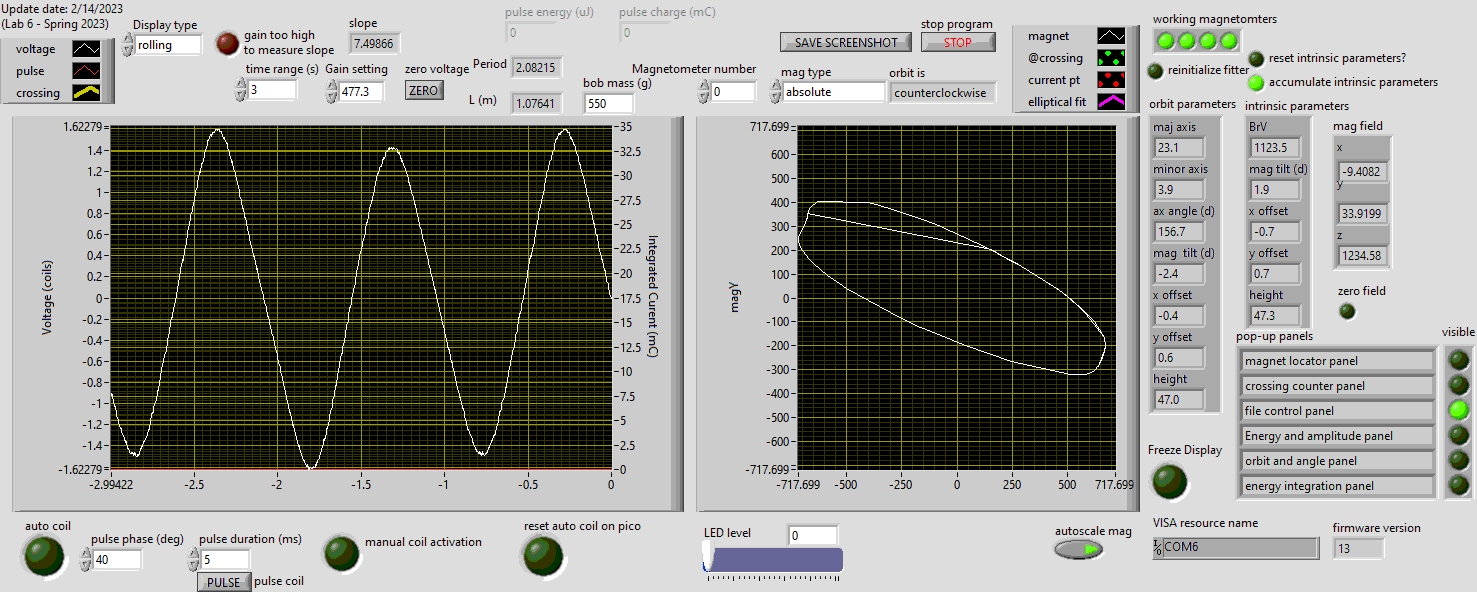 Update date: 2/14/2023
(Lab 6 - Spring 2023)
voltage
pulse
crossing
Display type
rolling
gain too high
to measure slope
slope
7.49866
time range (s)
3
Gain setting
477.3
zero voltage
ZERO
pulse energy (uJ)
0
pulse charge (mC)
0
Period
2.08215
L (m)
1.07641
bob mass (g)
550
Magnetometer number
0
SAVE SCREENSHOT
stop program
STOP
mag type
absolute
orbit is
counterclockwise
magnet
@crossing
current pt
elliptical fit
working magnetomters
reinitialize fitter
reset intrinsic parameters?
accumulate intrinsic parameters
orbit parameters
maj axis
23.1
minor axis
3.9
ax angle (d)
156.7
mag tilt (d)
-2.4
x offset
-0.4
y offset
0.6
height
47.0
intrinsic parameters
BrV
1123.5
mag tilt (d)
1.9
x offset
-0.7
y offset
0.7
height
47.3
mag field
x
-9.4082
y
33.9199
z
1234.58
zero field
Voltage (coils)
1.62279
1.4
1.2
1
0.8
0.6
0.4
0.2
0
-0.2
-0.4
-0.6
-0.8
-1
-1.2
-1.4
-1.62279
-2.99422
-2.5
-2
-1.5
-1
-0.5
0
35
32.5
30
27.5
25
22.5
20
17.5
15
12.5
10
7.5
5
2.5
0
Integrated Current (mC)
magY
717.699
600
500
400
300
200
100
0
-100
-200
-300
-400
-500
-600
-717.699
-717.699
-500
-250
0
250
500
717.699
pop-up panels
visible
magnet locator panel
crossing counter panel
file control panel
Energy and amplitude panel
orbit and angle panel
energy integration panel
Freeze Display
auto coil
pulse phase (deg)
40
pulse duration (ms)
5
PULSE
pulse coil
manual coil activation
reset auto coil on pico
LED level
0
autoscale mag
VISA resource name
COM6
firmware version
13